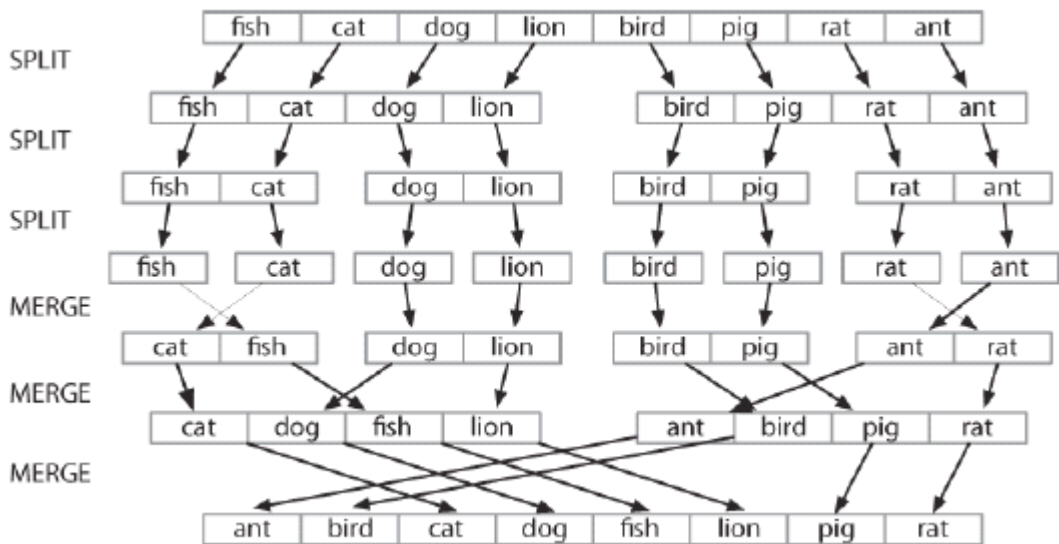 fish cat dog lion bird pig rat ant
SPLIT
fish cat dog lion bird pig rat ant
SPLIT
fish cat dog lion bird pig rat ant
SPLIT
fish cat dog lion bird pig rat ant
MERGE
cat fish dog lion bird pig ant rat
MERGE
cat dog fish lion ant bird pig rat
MERGE
ant bird cat dog fish lion pig rat